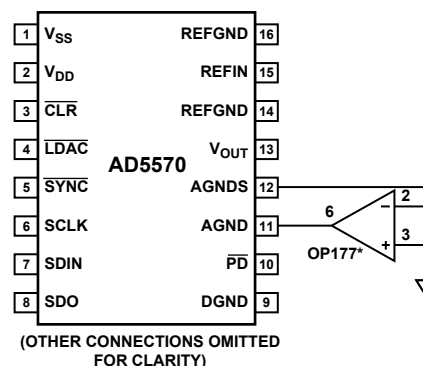 1 VSS REFGND 16
2 VDD REFIN 15
3 CLR REFGND 14
4 LDAC VOUT 13
AD5570
5 SYNC AGNDS 12
6 SCLK AGND 11
7 SDIN PD 10
8 SDO DGND 9
6 2
3
– +
OP177*
(OTHER CONNECTIONS OMITTED
FOR CLARITY)